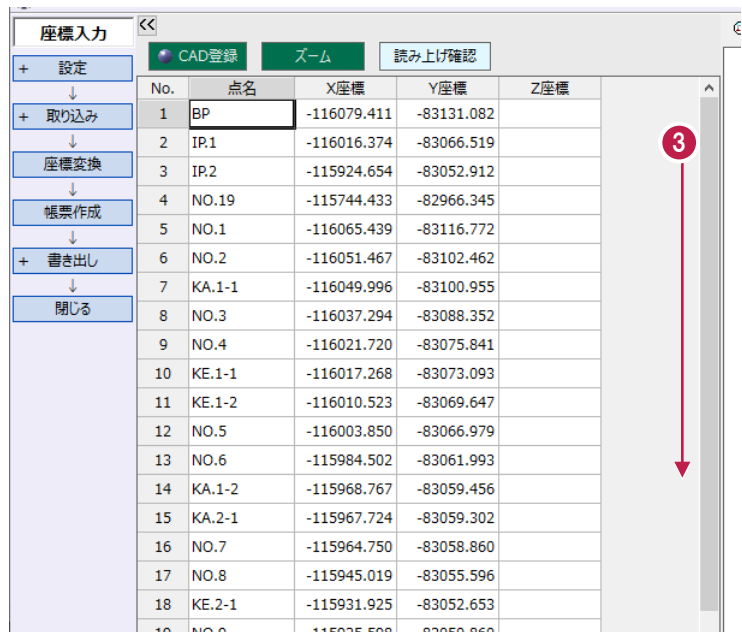 座標入力
<<
CAD登録 ズーム 読み上げ確認
+ 設定
↓
+ 取り込み
↓
座標変換
↓
帳票作成
↓
+ 書き出し
↓
閉じる
No. 点名 X座標 Y座標 Z座標
1 BP -116079.411 -83131.082
2 IP.1 -116016.374 -83066.519
3 IP.2 -115924.654 -83052.912
4 NO.19 -115744.433 -82966.345
5 NO.1 -116065.439 -83116.772
6 NO.2 -116051.467 -83102.462
7 KA.1-1 -116049.996 -83100.955
8 NO.3 -116037.294 -83088.352
9 NO.4 -116021.720 -83075.841
10 KE.1-1 -116017.268 -83073.093
11 KE.1-2 -116010.523 -83069.647
12 NO.5 -116003.850 -83066.979
13 NO.6 -115984.502 -83061.993
14 KA.1-2 -115968.767 -83059.456
15 KA.2-1 -115967.724 -83059.302
16 NO.7 -115964.750 -83058.860
17 NO.8 -115945.019 -83055.596
18 KE.2-1 -115931.925 -83052.653
3